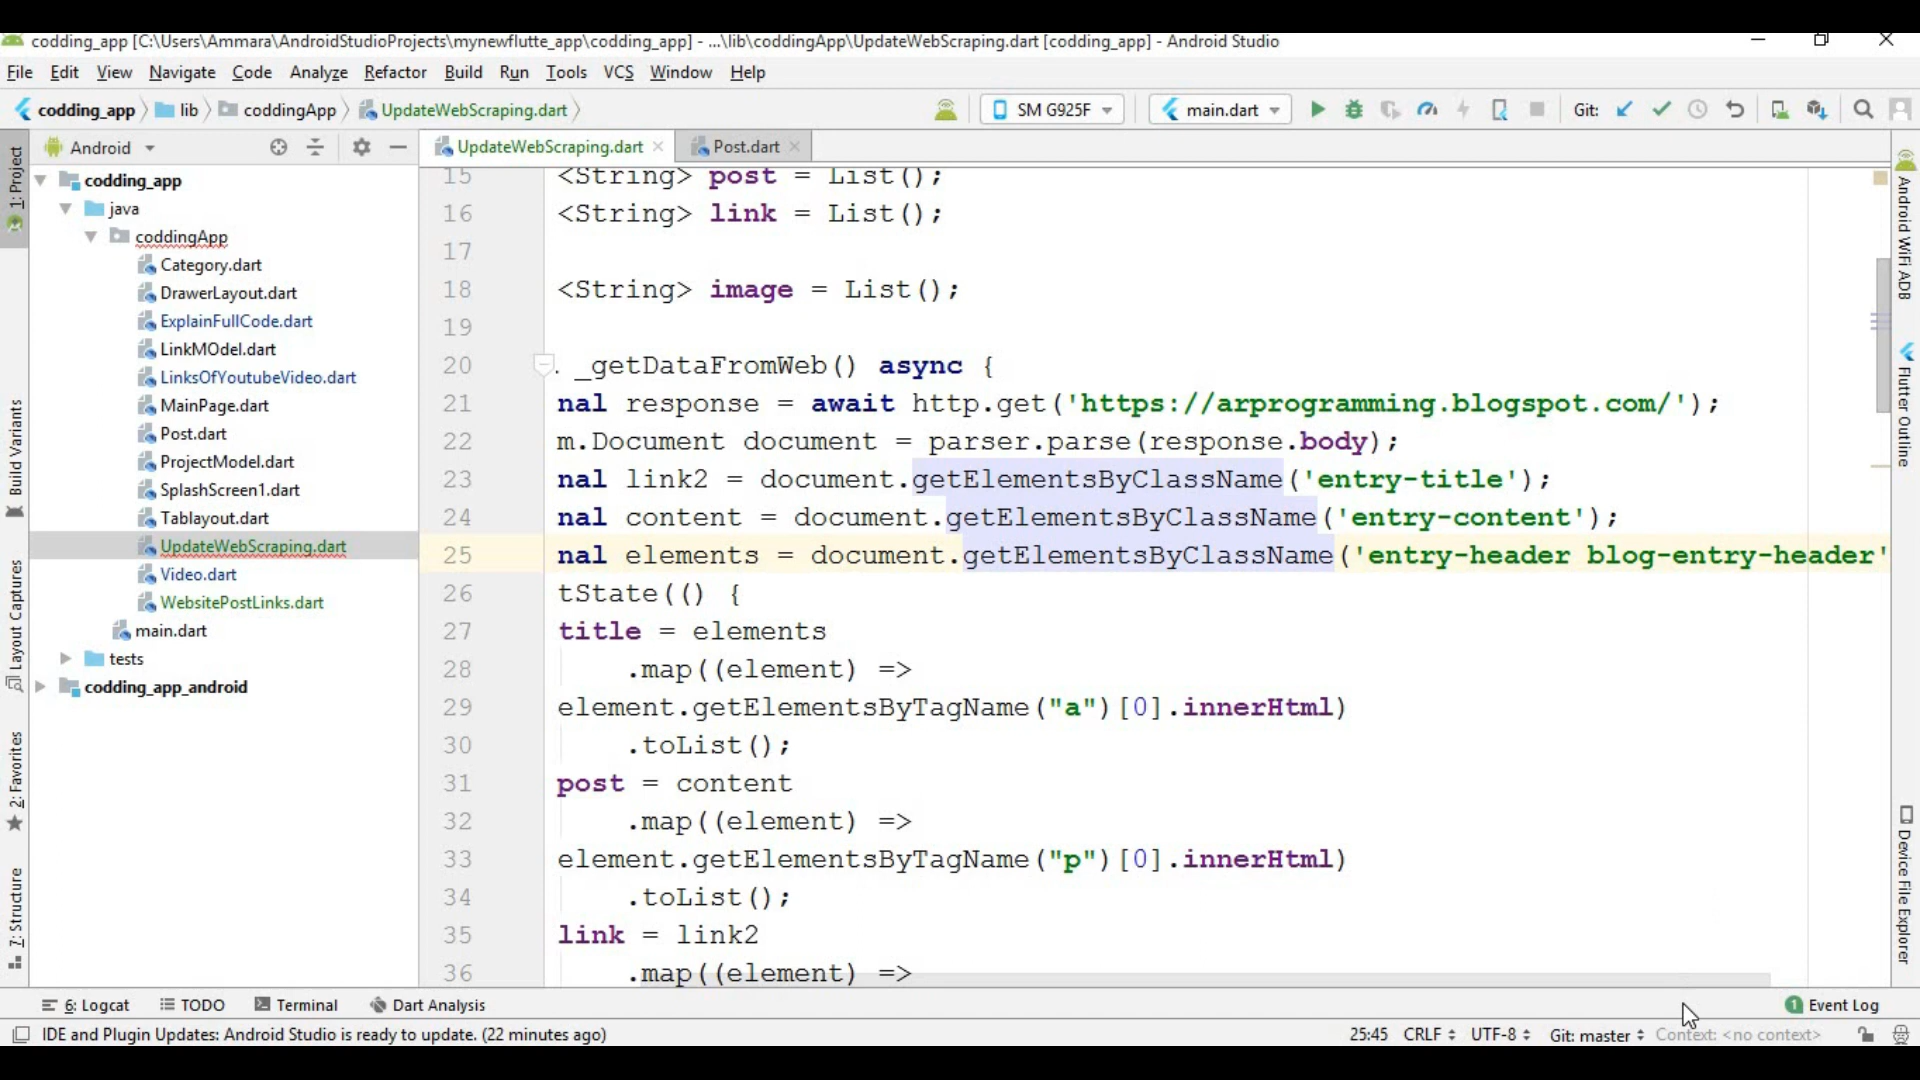 codding_app [C:\Users\Ammara\AndroidStudioProjects\mynewflutte_app\codding_app] - ...\lib\coddingApp\UpdateWebScraping.dart [codding_app] - Android Studio
File Edit View Navigate Code Analyze Refactor Build Run Tools VCS Window Help
codding_app lib coddingApp UpdateWebScraping.dart SM G925F main.dart Git:
Android
UpdateWebScraping.dart Post.dart
1: Project
Build Variants
Layout Captures
2: Favorites
7: Structure
codding_app
java
coddingApp
Category.dart
DrawerLayout.dart
ExplainFullCode.dart
LinkMOdel.dart
LinksOfYoutubeVideo.dart
MainPage.dart
Post.dart
ProjectModel.dart
SplashScreen1.dart
Tablayout.dart
UpdateWebScraping.dart
Video.dart
WebsitePostLinks.dart
main.dart
tests
codding_app_android
15 <String> post = List();
16 <String> link = List();
17
18 <String> image = List();
19
20 . _getDataFromWeb() async {
21 nal response = await http.get('https://arprogramming.blogspot.com/');
22 m.Document document = parser.parse(response.body);
23 nal link2 = document.getElementsByClassName('entry-title');
24 nal content = document.getElementsByClassName('entry-content');
25 nal elements = document.getElementsByClassName('entry-header blog-entry-header'
26 tState(() {
27 title = elements
28 .map((element) =>
29 element.getElementsByTagName("a")[0].innerHtml)
30 .toList();
31 post = content
32 .map((element) =>
33 element.getElementsByTagName("p")[0].innerHtml)
34 .toList();
35 link = link2
36 .map((element) =>
Android WiFi ADB
Flutter Outline
Device File Explorer
6: Logcat TODO Terminal Dart Analysis 1 Event Log
IDE and Plugin Updates: Android Studio is ready to update. (22 minutes ago) 25:45 CRLF UTF-8 Git: master Context: <no context>